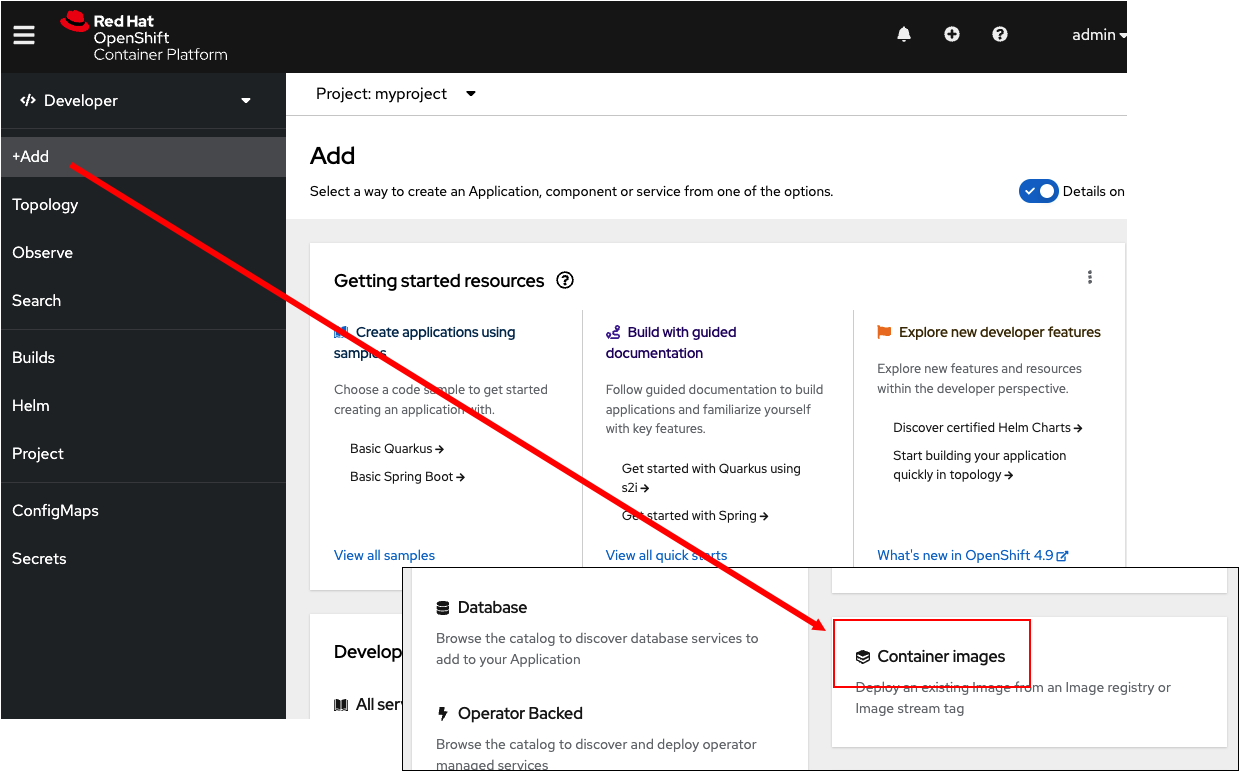 Red Hat
OpenShift
Container Platform
admin
Developer
+Add
Topology
Observe
Search
Builds
Helm
Project
ConfigMaps
Secrets
Project: myproject
Add
Select a way to create an Application, component or service from one of the options.
Details on
Getting started resources
Create applications using
samples
Choose a code sample to get started
creating an application with.
Basic Quarkus
Basic Spring Boot
View all samples
Build with guided
documentation
Follow guided documentation to build
applications and familiarize yourself
with key features.
Get started with Quarkus using
s2i
Get started with Spring
View all quick starts
Explore new developer features
Explore new features and resources
within the developer perspective.
Discover certified Helm Charts
Start building your application
quickly in topology
What's new in OpenShift 4.9
Develop
All ser
Database
Browse the catalog to discover database services to
add to your Application
Operator Backed
Browse the catalog to discover and deploy operator
managed services
Container images
Deploy an existing Image from an Image registry or
Image stream tag